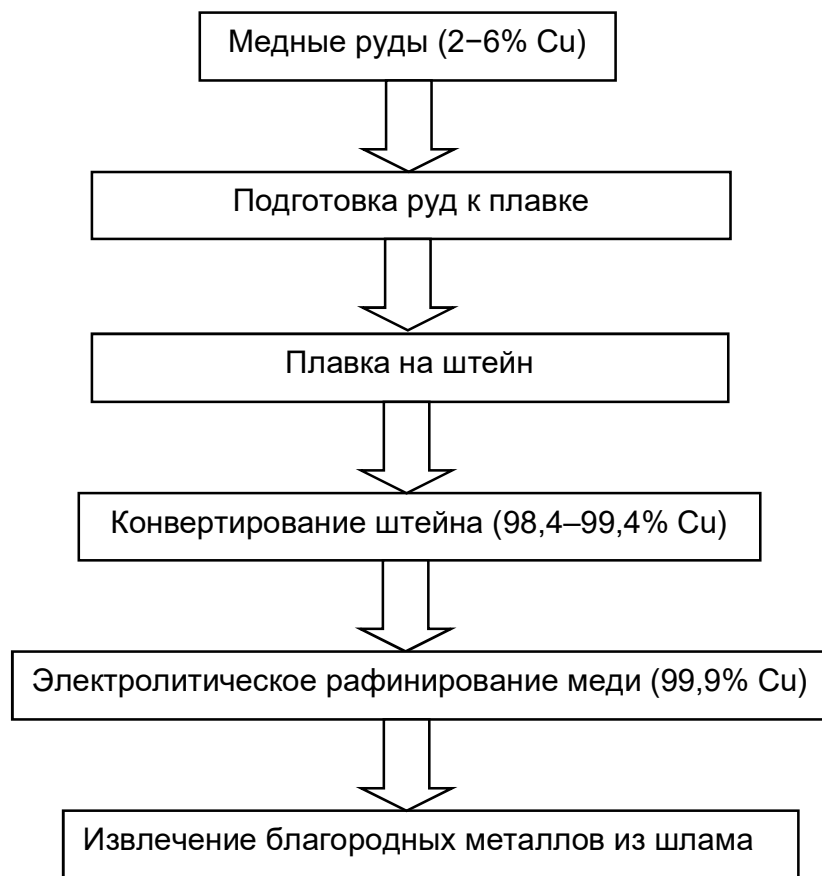 Медные руды (2−6% Cu)
Подготовка руд к плавке
Плавка на штейн
Конвертирование штейна (98,4–99,4% Cu)
Электролитическое рафинирование меди (99,9% Cu)
Извлечение благородных металлов из шлама